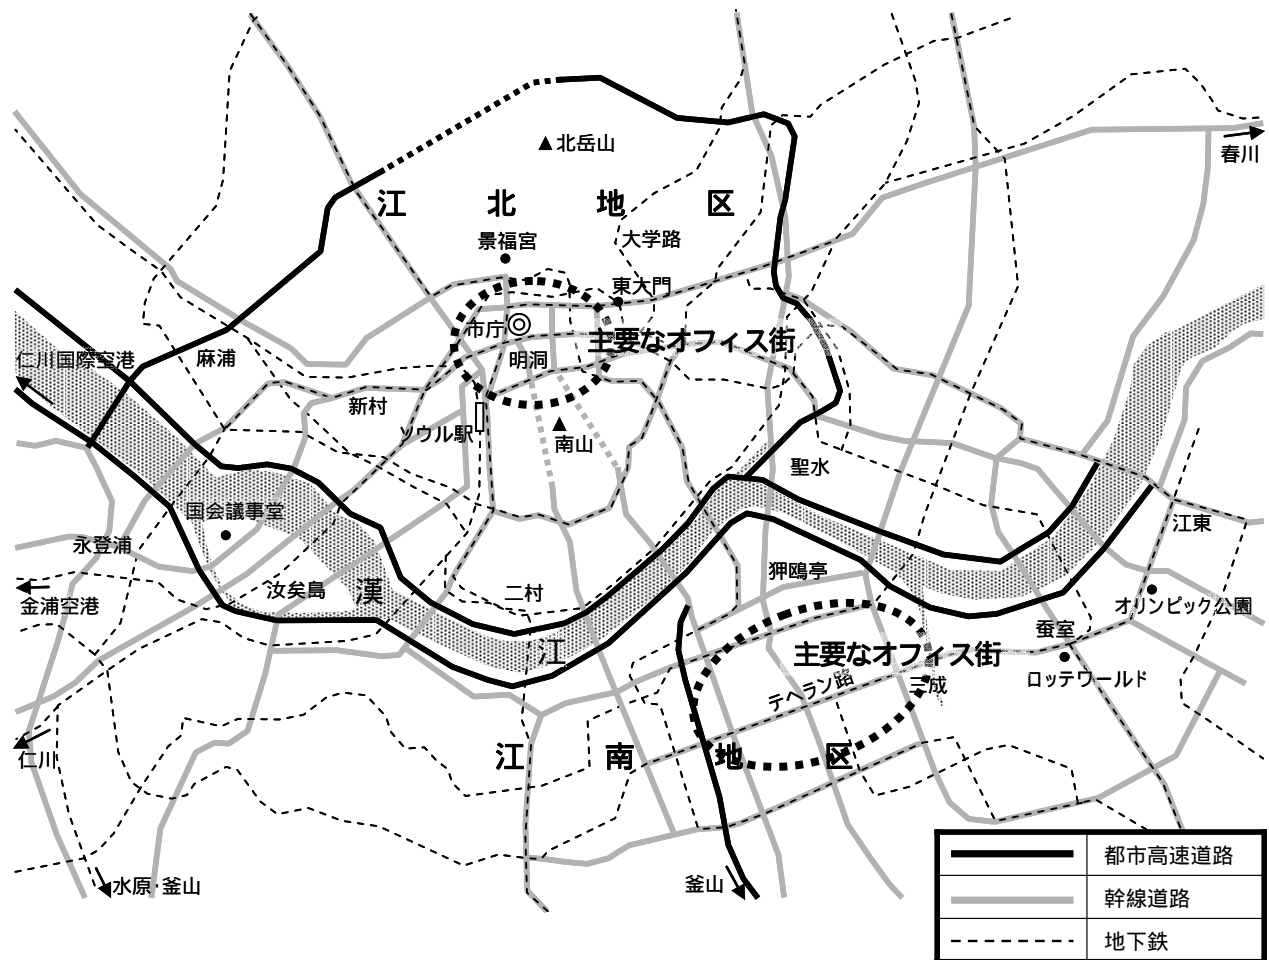 北岳山
春川
江北地区
景福宮
大学路
東大門
市庁
主要なオフィス街
仁川国際空港
麻浦
明洞
新村
ソウル駅
南山
聖水
国会議事堂
江東
永登浦
狎鴎亭
汝矣島
漢
二村
金浦空港
オリンピック公園
蚕室
江
主要なオフィス街
テヘラン路
三成
ロッテワールド
江南地区
仁川
水原・釜山
釜山
都市高速道路
幹線道路
地下鉄